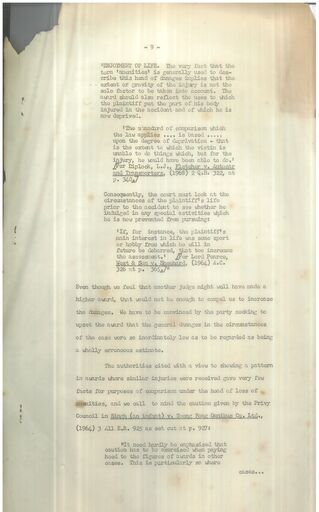 - 9 -
'ENJOYMENT OF LIFE. The very fact that the
term 'amenities' is generally used to des-
cribe this head of damages implies that the
extent or gravity of the injury is not the
sole factor to be taken into account. The
award should also reflect the uses to which
the plaintiff put the part of his body
injured in the accident and of which he is
now deprived.
'The standard of comparison which
the law applies .... is based .....
upon the degree of deprivation - that
is the extent to which the victim is
unable to do things which, but for the
injury, he would have been able to do.'
/Per Diplock, L.J., Fletcher v. Autocar
and Transporters, (1968) 2 Q.B. 322, at
p. 340./
Consequently, the court must look at the
circumstances of the plaintiff's life
prior to the accident to see whether he
indulged in any special activities which
he is now prevented from pursuing:
'If, for instance, the plaintiff's
main interest in life was some sport
or hobby from which he will in
future be debarred, that too increases
the assessment.' /Per Lord Pearce,
West & Son v. Shephard, (1964) A.C.
326 at p. 365./"
Even though we feel that another judge might well have made a
higher award, that would not be enough to compel us to increase
the damages. We have to be convinced by the party seeking to
upset the award that the general damages in the circumstances
of the case were so inordinately low as to be regarded as being
a wholly erroneous estimate.
The authorities cited with a view to showing a pattern
in awards where similar injuries were received gave very few
facts for purposes of comparison under the head of loss of
amenities, and we call to mind the caution given by the Privy
Council in Singh (an infant) v. Toong Fong Omnibus Co. Ltd.,
(1964) 3 All E.R. 925 as set out at p. 927:
"It need hardly be emphasised that
caution has to be exercised when paying
heed to the figures of awards in other
cases. This is particularly so where
cases...